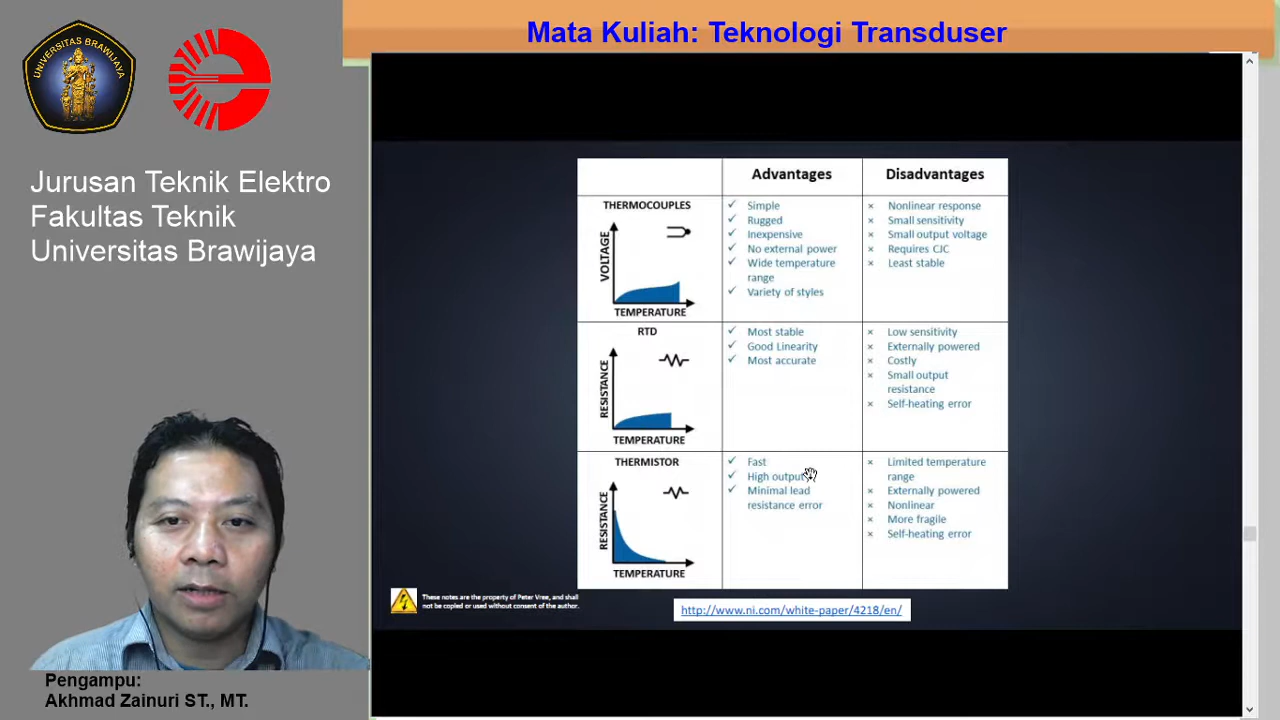 Mata Kuliah: Teknologi Transduser
UNIVERSITAS BRAWIJAYA
Jurusan Teknik Elektro
Fakultas Teknik
Universitas Brawijaya
Advantages
Disadvantages
THERMOCOUPLES
VOLTAGE
TEMPERATURE
✓ Simple
✓ Rugged
✓ Inexpensive
✓ No external power
✓ Wide temperature
range
✓ Variety of styles
× Nonlinear response
× Small sensitivity
× Small output voltage
× Requires CJC
× Least stable
RTD
RESISTANCE
TEMPERATURE
✓ Most stable
✓ Good Linearity
✓ Most accurate
× Low sensitivity
× Externally powered
× Costly
× Small output
resistance
× Self-heating error
THERMISTOR
RESISTANCE
TEMPERATURE
✓ Fast
✓ High output
✓ Minimal lead
resistance error
× Limited temperature
range
× Externally powered
× Nonlinear
× More fragile
× Self-heating error
These notes are the property of Peter Vree, and shall
not be copied or used without consent of the author.
http://www.ni.com/white-paper/4218/en/
Pengampu:
Akhmad Zainuri ST., MT.